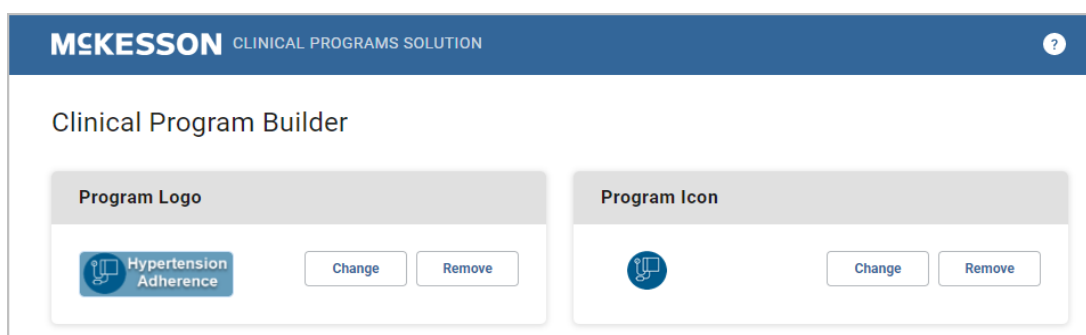 MCKESSON CLINICAL PROGRAMS SOLUTION ?
Clinical Program Builder
Program Logo
Hypertension
Adherence
Change Remove
Program Icon
Change Remove